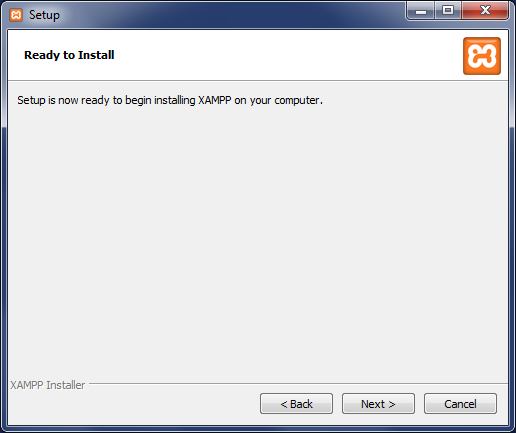 Setup
Ready to Install
Setup is now ready to begin installing XAMPP on your computer.
XAMPP Installer
< Back
Next >
Cancel